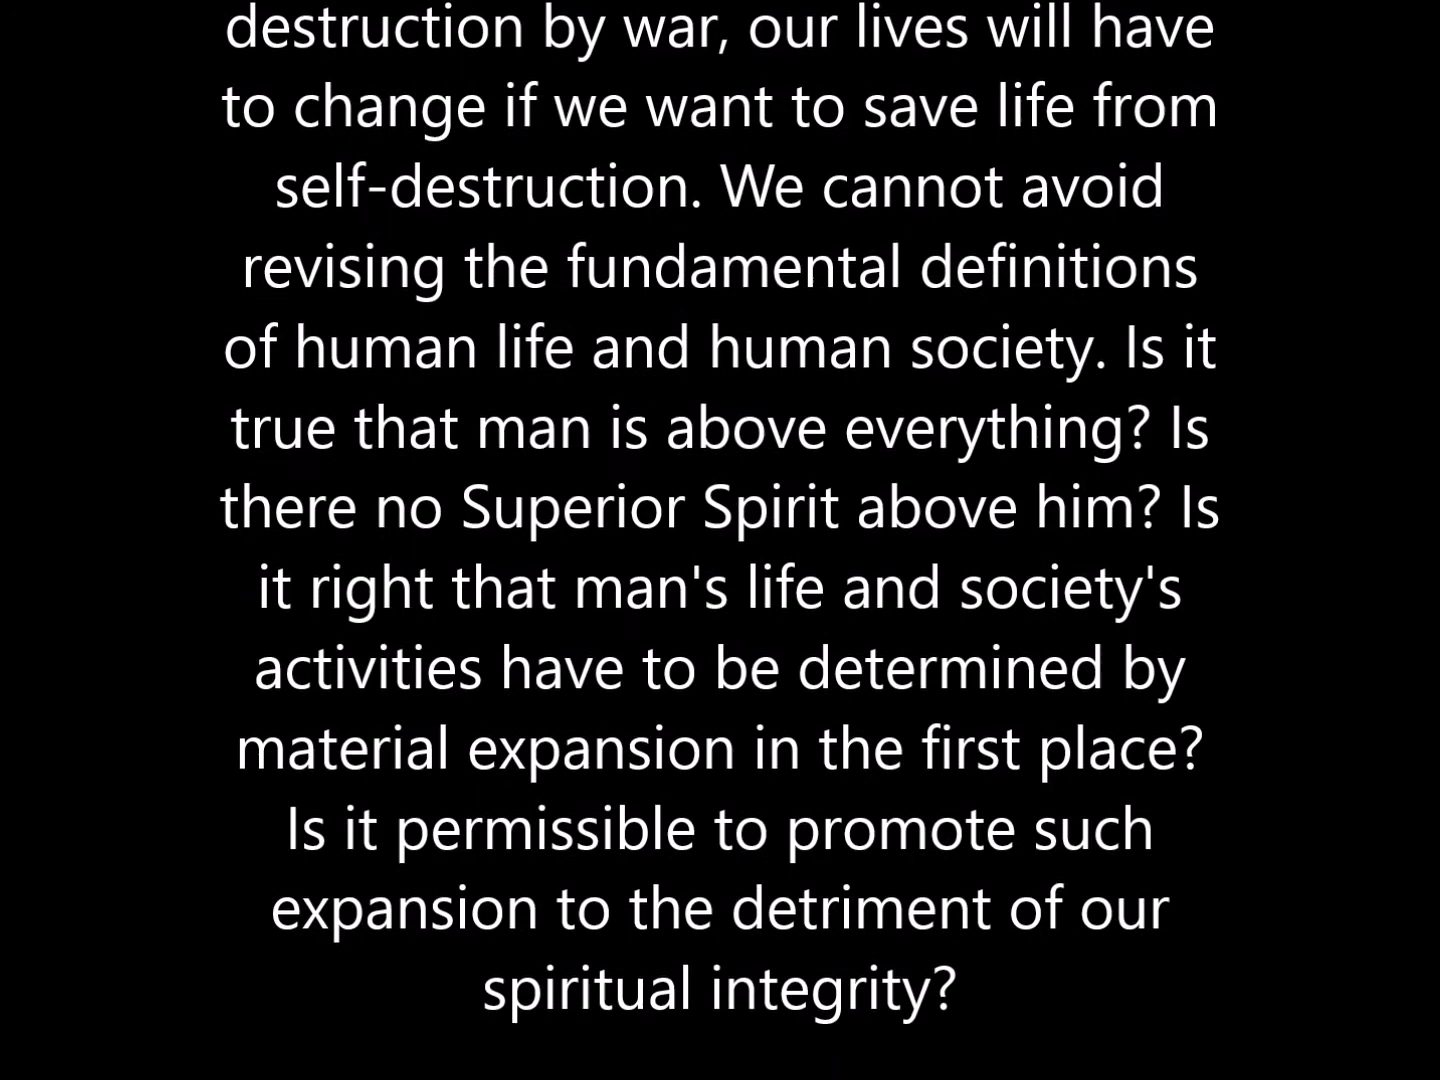 destruction by war, our lives will have
to change if we want to save life from
self-destruction. We cannot avoid
revising the fundamental definitions
of human life and human society. Is it
true that man is above everything? Is
there no Superior Spirit above him? Is
it right that man's life and society's
activities have to be determined by
material expansion in the first place?
Is it permissible to promote such
expansion to the detriment of our
spiritual integrity?